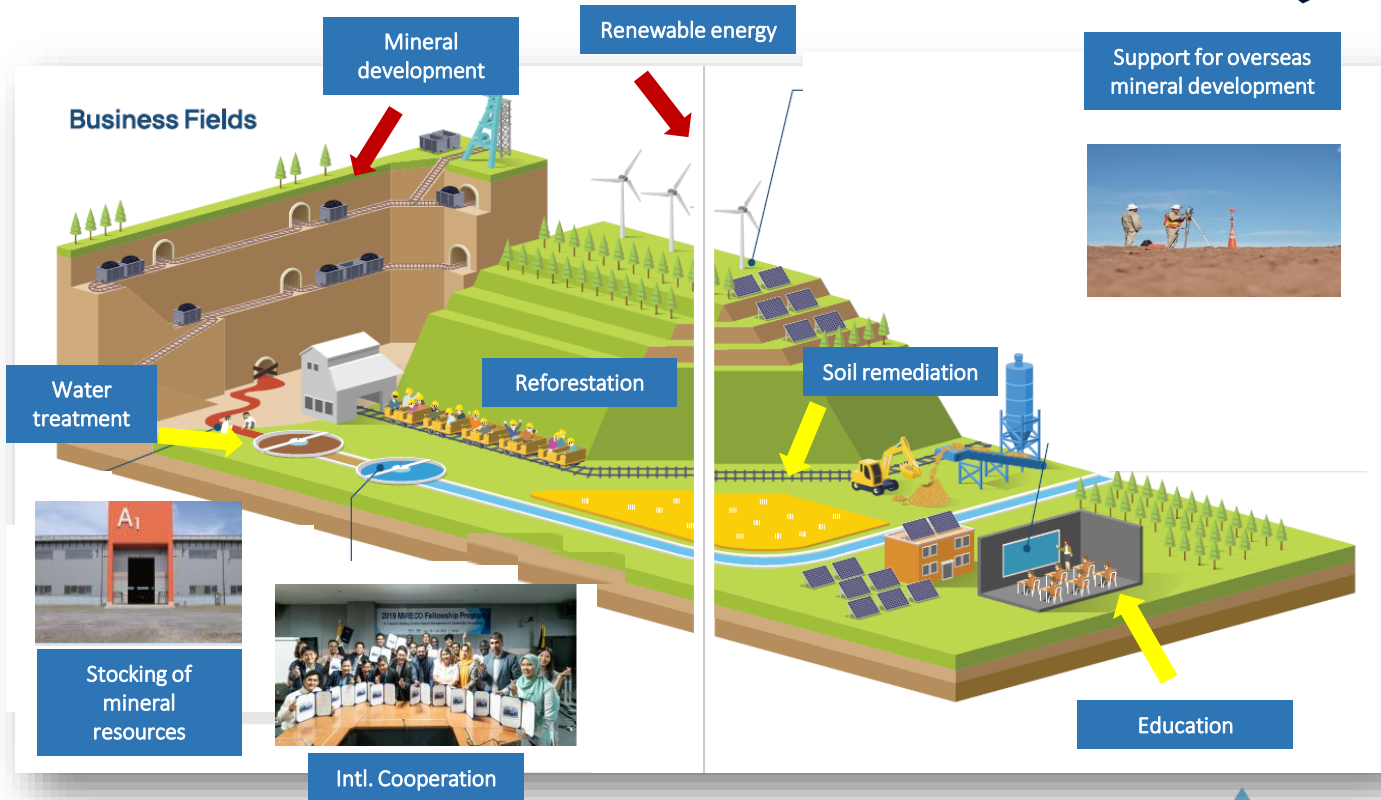 Renewable energy
Mineral
development
Support for overseas
mineral development
Business Fields
Reforestation
Soil remediation
Water
treatment
A1
2019 MIRECO Fellowship Program
Stocking of
mineral
resources
Education
Intl. Cooperation